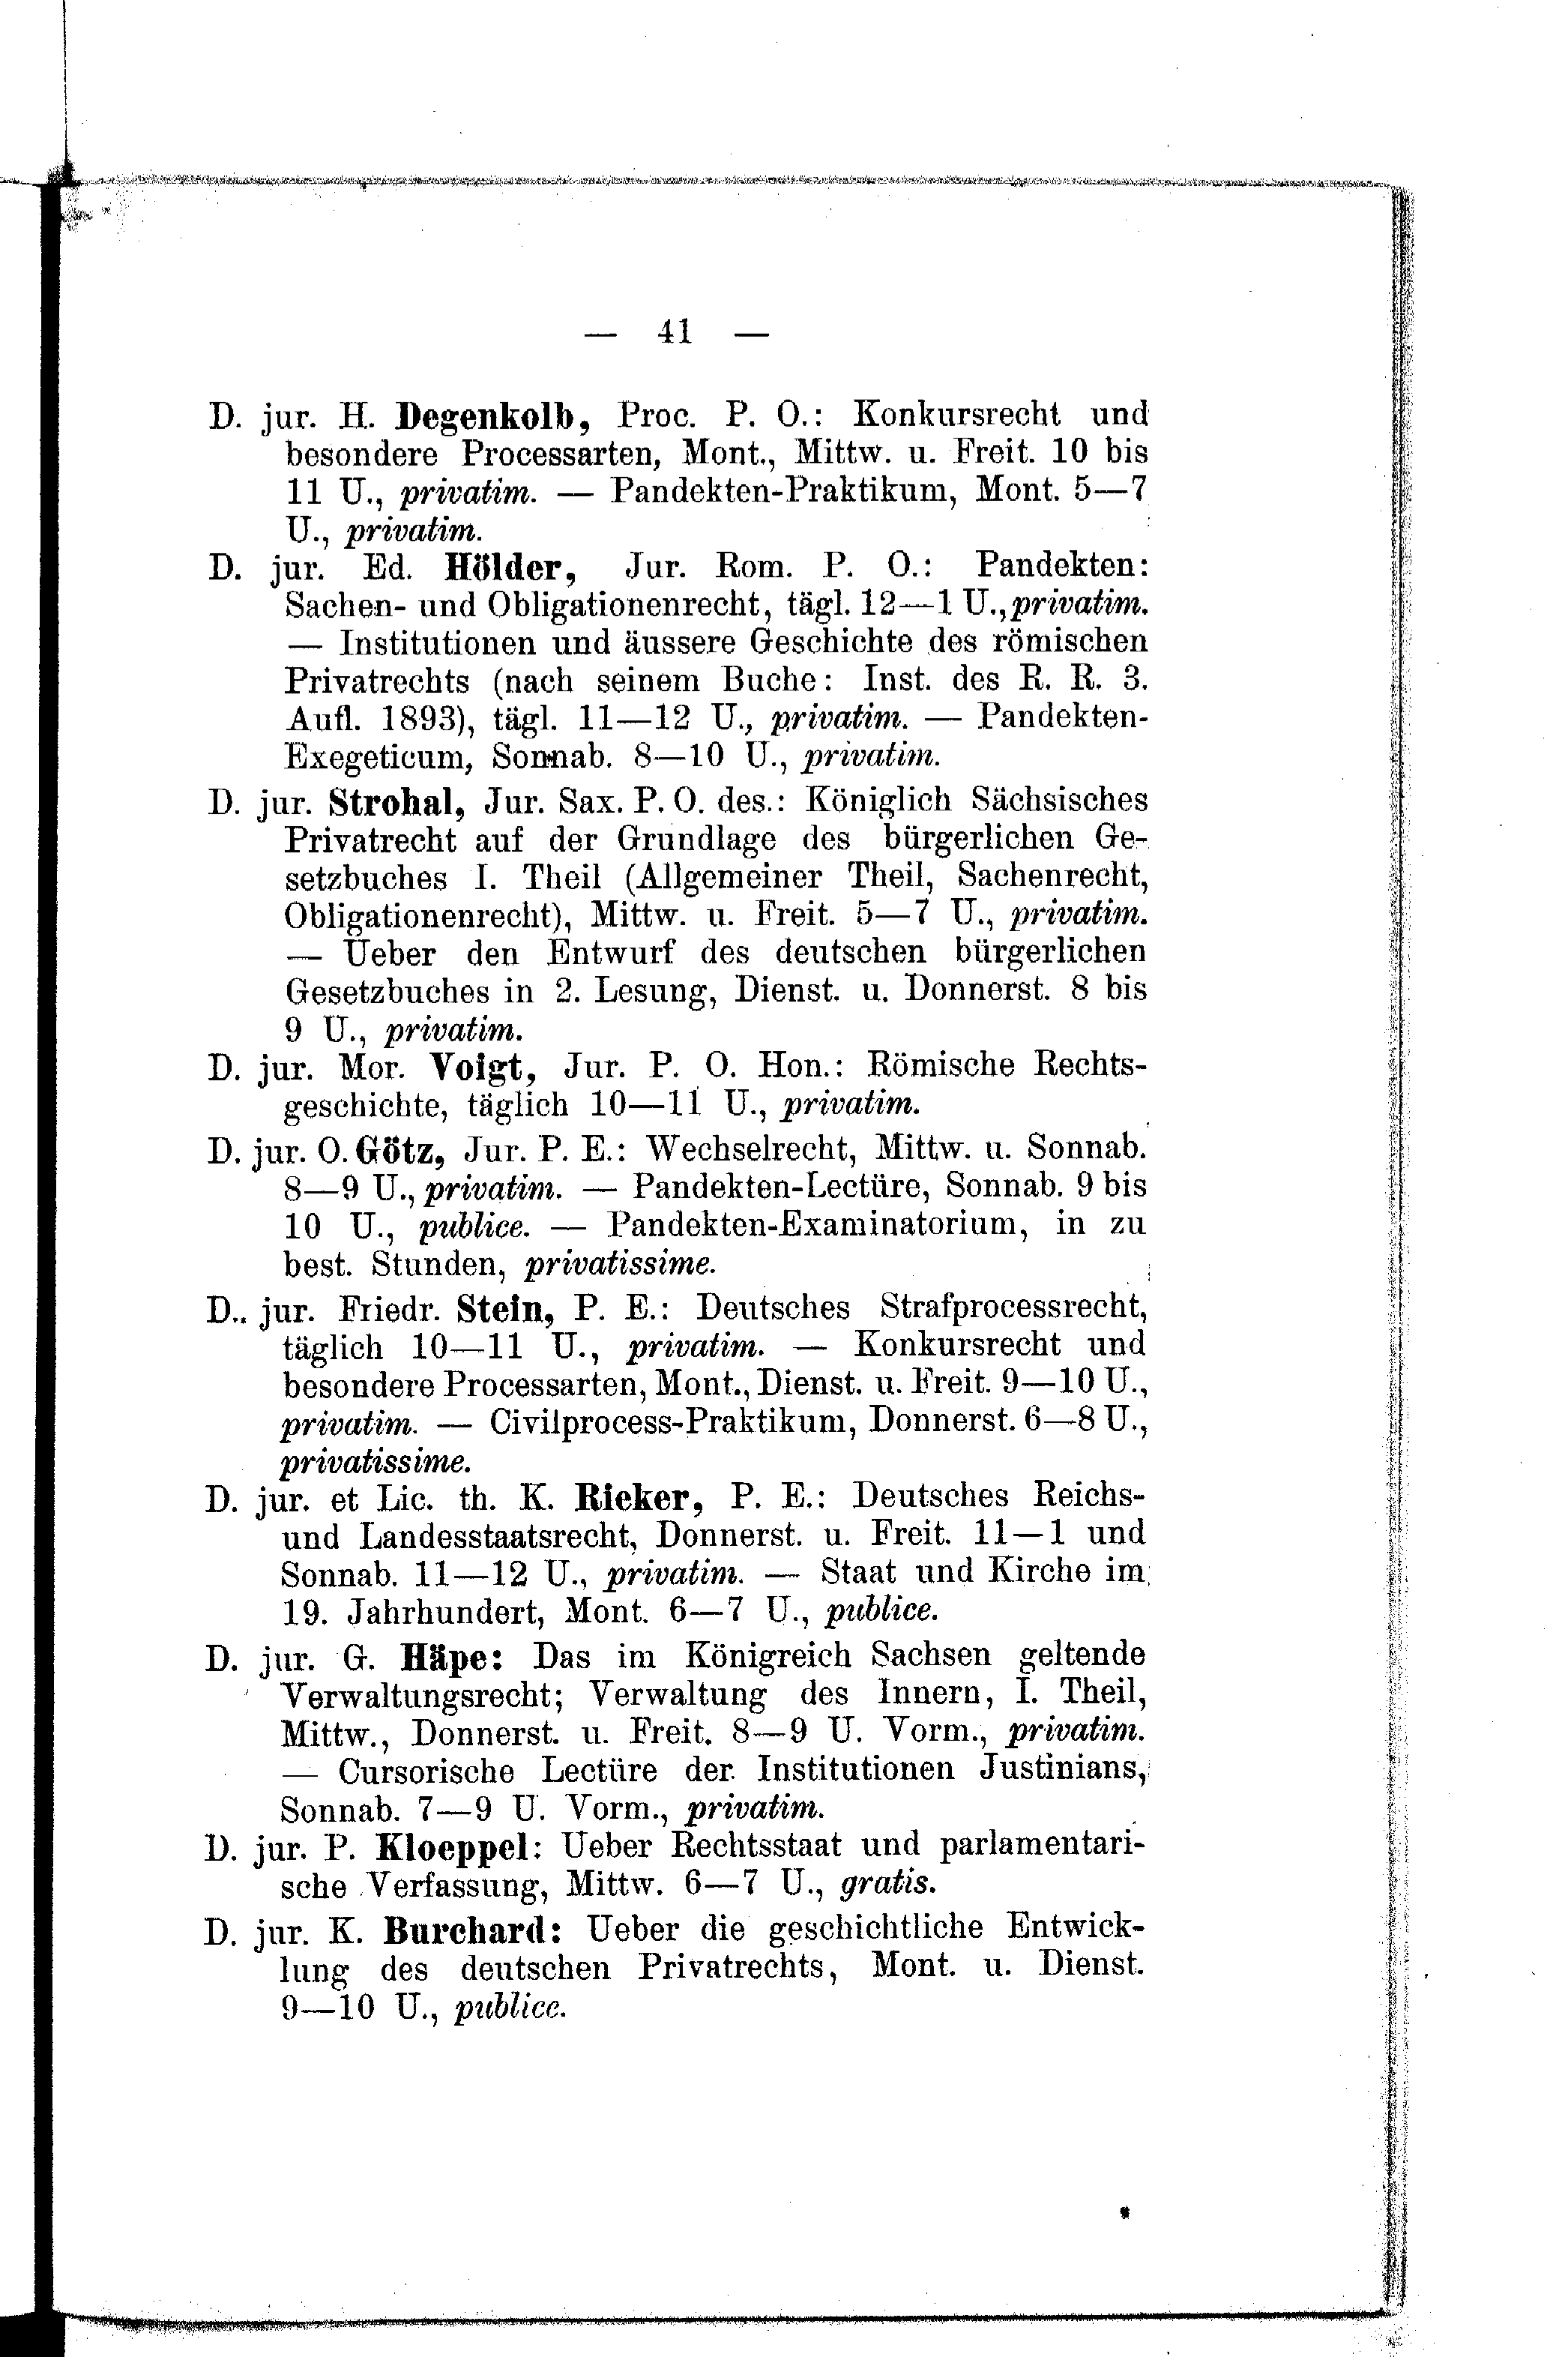 — 41 —
D. jur. H. Degenkolb, Proc. P. O.: Konkursrecht und
besondere Processarten, Mont., Mittw. u. Freit. 10 bis
11 U., privatim. — Pandekten-Praktikum, Mont. 5—7
U., privatim.
D. jur. Ed. Hölder, Jur. Rom. P. O.: Pandekten:
Sachen- und Obligationenrecht, tägl. 12—1 U., privatim.
— Institutionen und äussere Geschichte des römischen
Privatrechts (nach seinem Buche: Inst. des R. R. 3.
Aufl. 1893), tägl. 11—12 U., privatim. — Pandekten-
Exegeticum, Sonnab. 8—10 U., privatim.
D. jur. Strohal, Jur. Sax. P. O. des.: Königlich Sächsisches
Privatrecht auf der Grundlage des bürgerlichen Ge-
setzbuches I. Theil (Allgemeiner Theil, Sachenrecht,
Obligationenrecht), Mittw. u. Freit. 5—7 U., privatim.
— Ueber den Entwurf des deutschen bürgerlichen
Gesetzbuches in 2. Lesung, Dienst. u. Donnerst. 8 bis
9 U., privatim.
D. jur. Mor. Voigt, Jur. P. O. Hon.: Römische Rechts-
geschichte, täglich 10—11 U., privatim.
D. jur. O. Götz, Jur. P. E.: Wechselrecht, Mittw. u. Sonnab.
8—9 U., privatim. — Pandekten-Lectüre, Sonnab. 9 bis
10 U., publice. — Pandekten-Examinatorium, in zu
best. Stunden, privatissime.
D.. jur. Friedr. Stein, P. E.: Deutsches Strafprocessrecht,
täglich 10—11 U., privatim. — Konkursrecht und
besondere Processarten, Mont., Dienst. u. Freit. 9—10 U.,
privatim. — Civilprocess-Praktikum, Donnerst. 6—8 U.,
privatissime.
D. jur. et Lic. th. K. Rieker, P. E.: Deutsches Reichs-
und Landesstaatsrecht, Donnerst. u. Freit. 11—1 und
Sonnab. 11—12 U., privatim. — Staat und Kirche im
19. Jahrhundert, Mont. 6—7 U., publice.
D. jur. G. Häpe: Das im Königreich Sachsen geltende
Verwaltungsrecht; Verwaltung des Innern, I. Theil,
Mittw., Donnerst. u. Freit. 8—9 U. Vorm., privatim.
— Cursorische Lectüre der Institutionen Justinians,
Sonnab. 7—9 U. Vorm., privatim.
D. jur. P. Kloeppel: Ueber Rechtsstaat und parlamentari-
sche Verfassung, Mittw. 6—7 U., gratis.
D. jur. K. Burchard: Ueber die geschichtliche Entwick-
lung des deutschen Privatrechts, Mont. u. Dienst.
9—10 U., publice.